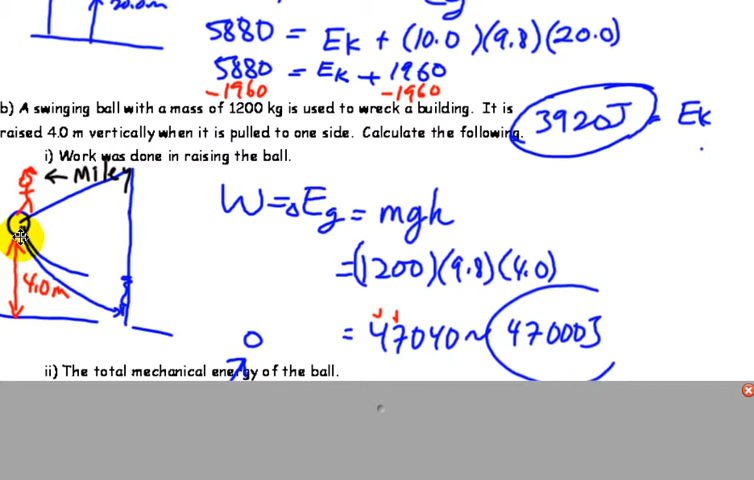 20.0m
5880 = Ek + (10.0)(9.8)(20.0)
5880 = Ek + 1960
-1960 -1960
b) A swinging ball with a mass of 1200 kg is used to wreck a building. It is
raised 4.0 m vertically when it is pulled to one side. Calculate the following.
3920J = Ek
i) Work was done in raising the ball.
← Miley
W = ΔEg = mgh
= (1200)(9.8)(4.0)
4.0m
= 47040 ~ 47000J
0
ii) The total mechanical energy of the ball.